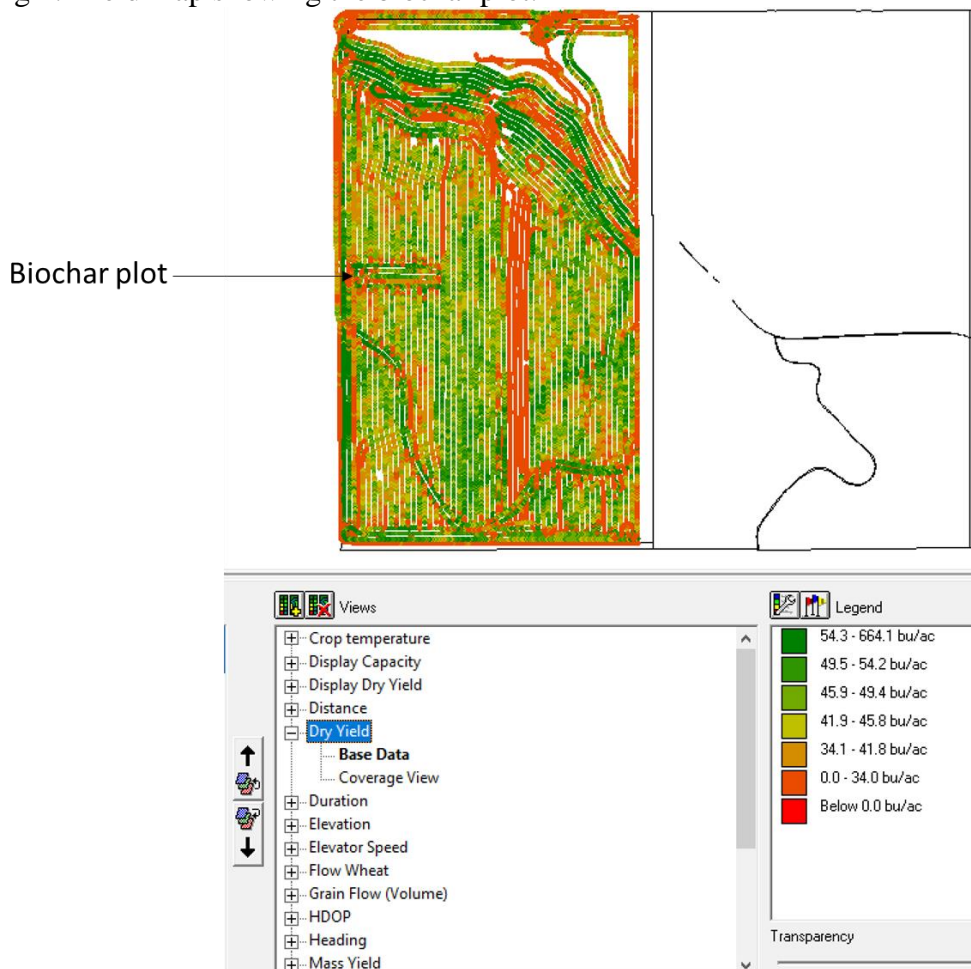 Biochar plot
Views
Crop temperature
Display Capacity
Display Dry Yield
Distance
Dry Yield
Base Data
Coverage View
Duration
Elevation
Elevator Speed
Flow Wheat
Grain Flow (Volume)
HDOP
Heading
Mass Yield
Legend
54.3 - 664.1 bu/ac
49.5 - 54.2 bu/ac
45.9 - 49.4 bu/ac
41.9 - 45.8 bu/ac
34.1 - 41.8 bu/ac
0.0 - 34.0 bu/ac
Below 0.0 bu/ac
Transparency